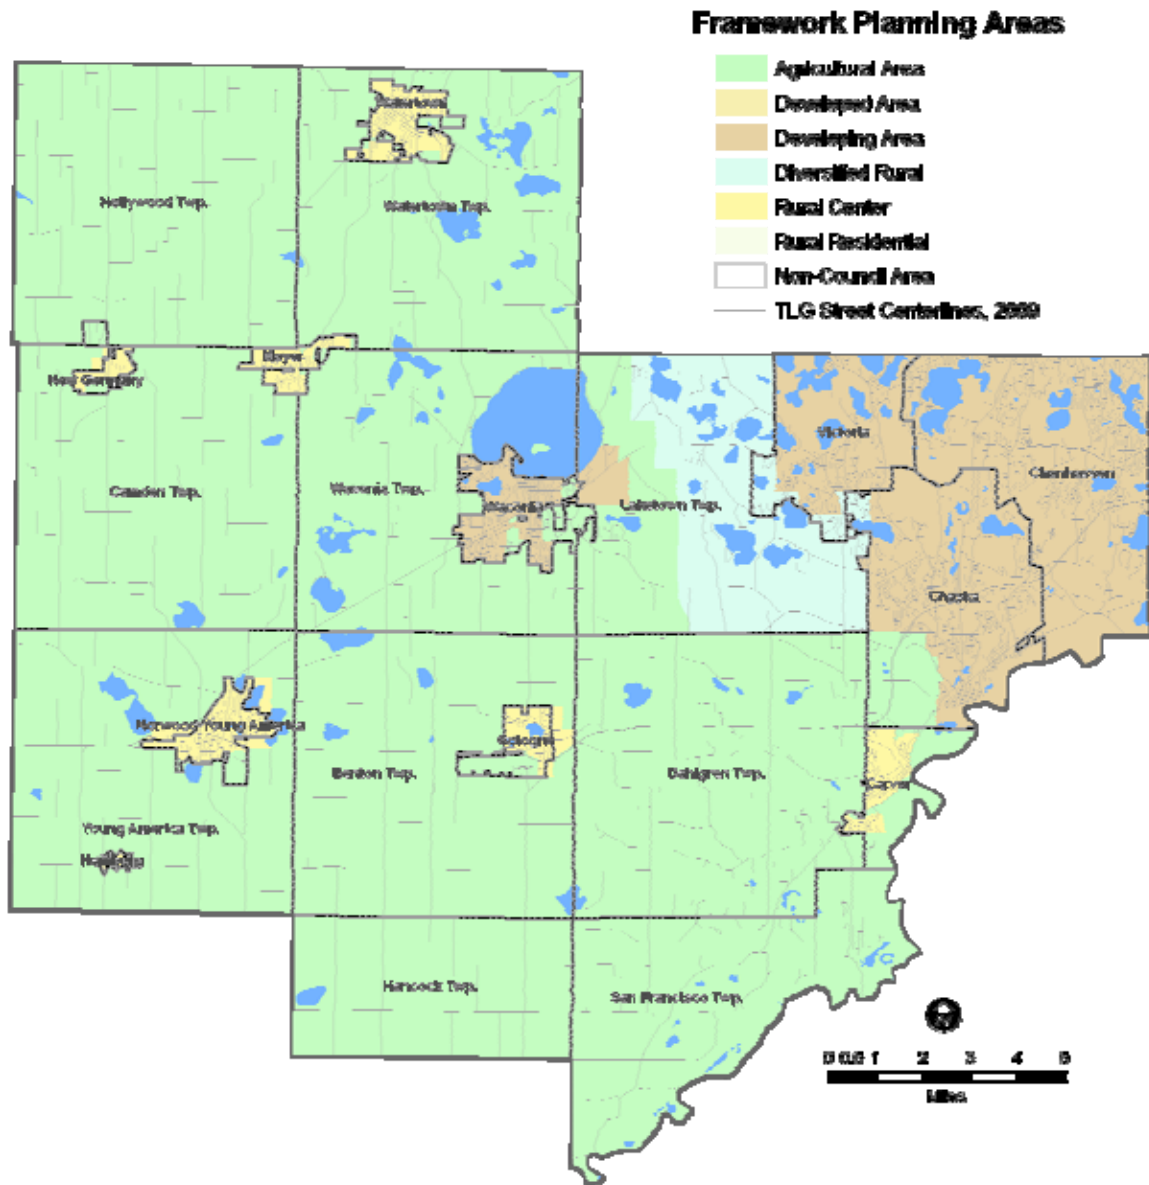 Framework Planning Areas
Agricultural Area
Developed Area
Developing Area
Diversified Rural
Rural Center
Rural Residential
Non-Council Area
TLG Street Centerlines, 2009
Watertown
Hollywood Twp.
Watertown Twp.
New Germany
Mayer
Victoria
Chanhassen
Camden Twp.
Waconia Twp.
Waconia
Laketown Twp.
Chaska
Norwood Young America
Cologne
Benton Twp.
Dahlgren Twp.
Carver
Young America Twp.
Hamburg
Hancock Twp.
San Francisco Twp.
0 0.5 1 2 3 4 5
Miles